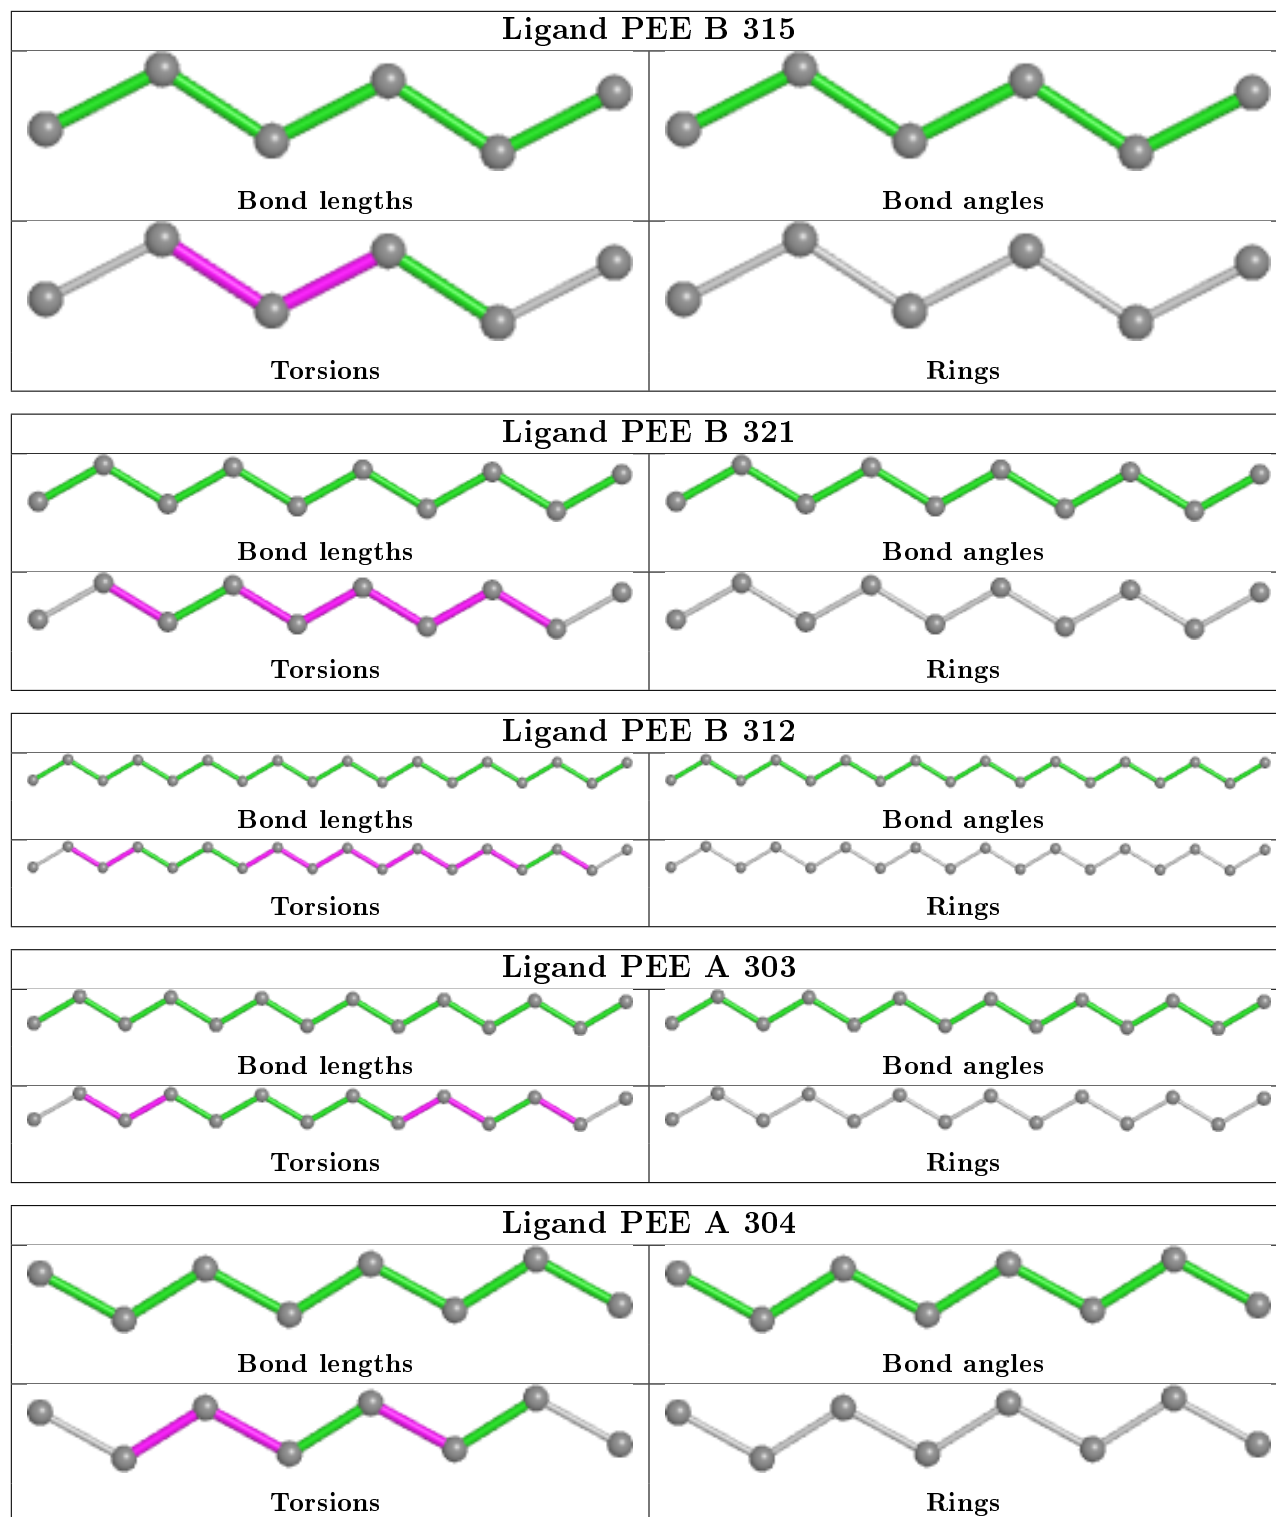 Ligand PEE B 315
Bond lengths
Bond angles
Torsions
Rings
Ligand PEE B 321
Bond lengths
Bond angles
Torsions
Rings
Ligand PEE B 312
Bond lengths
Bond angles
Torsions
Rings
Ligand PEE A 303
Bond lengths
Bond angles
Torsions
Rings
Ligand PEE A 304
Bond lengths
Bond angles
Torsions
Rings